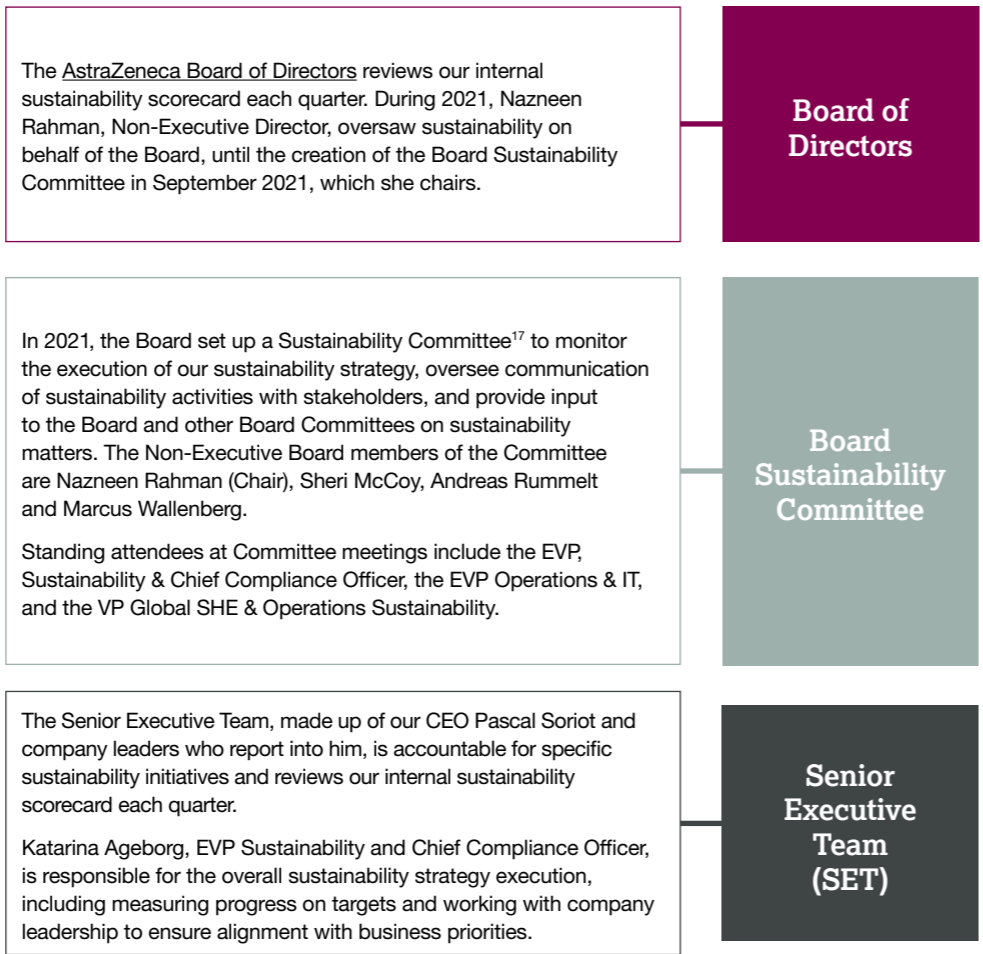 The AstraZeneca Board of Directors reviews our internal
sustainability scorecard each quarter. During 2021, Nazneen
Rahman, Non-Executive Director, oversaw sustainability on
behalf of the Board, until the creation of the Board Sustainability
Committee in September 2021, which she chairs.
Board of
Directors
In 2021, the Board set up a Sustainability Committee17 to monitor
the execution of our sustainability strategy, oversee communication
of sustainability activities with stakeholders, and provide input
to the Board and other Board Committees on sustainability
matters. The Non-Executive Board members of the Committee
are Nazneen Rahman (Chair), Sheri McCoy, Andreas Rummelt
and Marcus Wallenberg.
Standing attendees at Committee meetings include the EVP,
Sustainability & Chief Compliance Officer, the EVP Operations & IT,
and the VP Global SHE & Operations Sustainability.
Board
Sustainability
Committee
The Senior Executive Team, made up of our CEO Pascal Soriot and
company leaders who report into him, is accountable for specific
sustainability initiatives and reviews our internal sustainability
scorecard each quarter.
Katarina Ageborg, EVP Sustainability and Chief Compliance Officer,
is responsible for the overall sustainability strategy execution,
including measuring progress on targets and working with company
leadership to ensure alignment with business priorities.
Senior
Executive
Team
(SET)